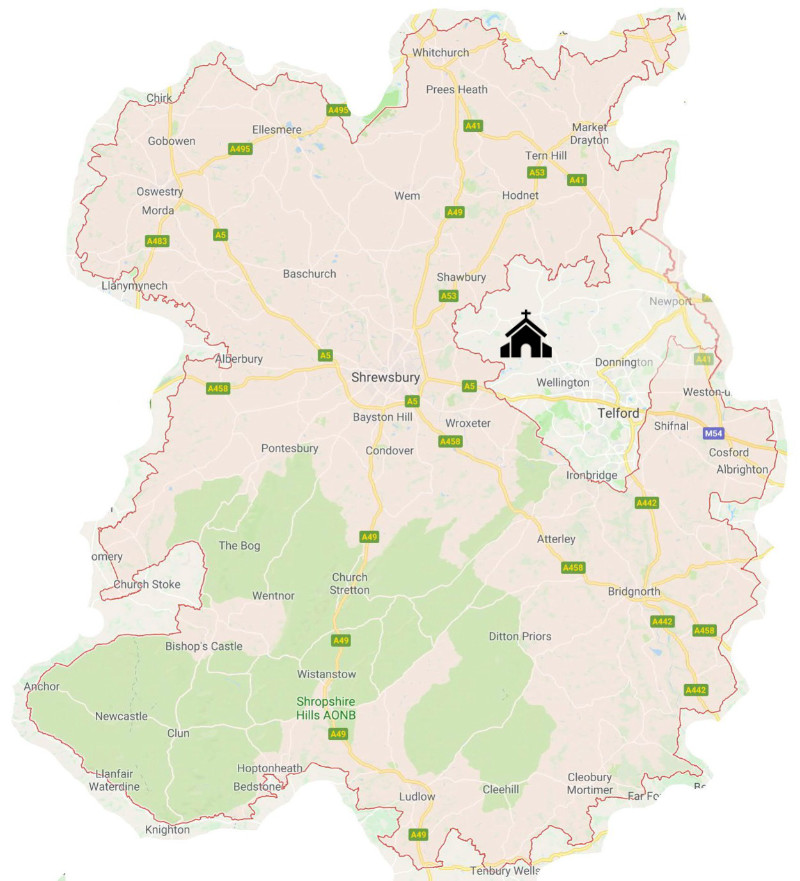 M
Whitchurch
Prees Heath
Chirk
A495
A41
Ellesmere
Market
Drayton
Gobowen
A495
Tern Hill
A53
A41
Oswestry
Wem
Hodnet
Morda
A49
A5
A483
Baschurch
Shawbury
Llanymynech
A53
Newport
Alderbury
A5
Donnington
A41
Shrewsbury
Wellington
A458
A5
Weston-u
A5
Telford
Bayston Hill
Wroxeter
Shifnal
M54
A458
Pontesbury
Condover
Cosford
Albrighton
Ironbridge
A442
A49
Atterley
The Bog
omery
A458
Church Stoke
Church
Stretton
Wentnor
Bridgnorth
A442
A458
Ditton Priors
A49
Bishop's Castle
Wistanstow
Anchor
A442
Shropshire
Hills AONB
Newcastle
Clun
A49
Hoptonheath
Llanfair
Waterdine
Bedstone
Cleobury
Mortimer
Cleehill
Ludlow
Far Fo
Be
Knighton
A49
Tenbury Wells